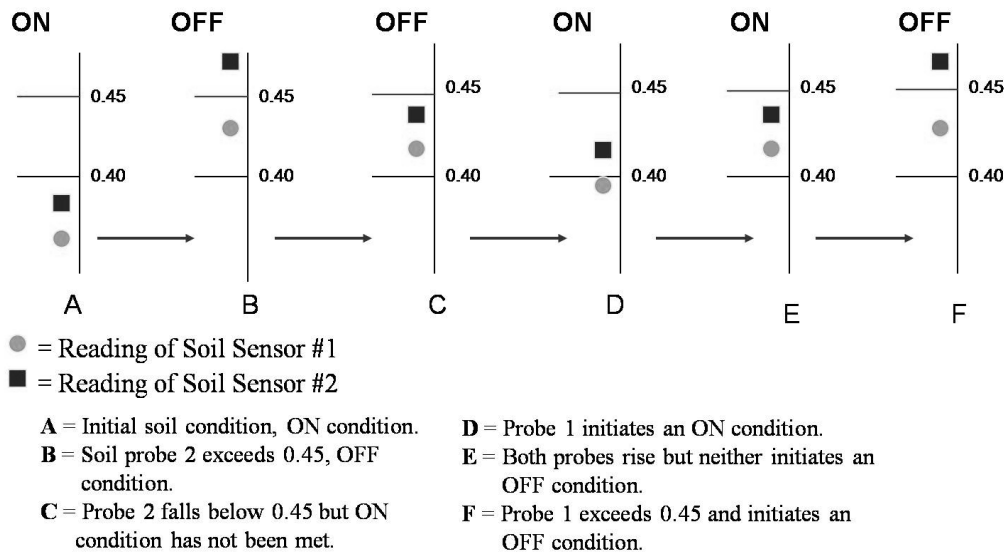 ON OFF OFF ON ON OFF
0.45 0.45 0.45 0.45 0.45 0.45
0.40 0.40 0.40 0.40 0.40 0.40
A B C D E F
= Reading of Soil Sensor #1
= Reading of Soil Sensor #2
A = Initial soil condition, ON condition.
B = Soil probe 2 exceeds 0.45, OFF
condition.
C = Probe 2 falls below 0.45 but ON
condition has not been met.
D = Probe 1 initiates an ON condition.
E = Both probes rise but neither initiates an
OFF condition.
F = Probe 1 exceeds 0.45 and initiates an
OFF condition.